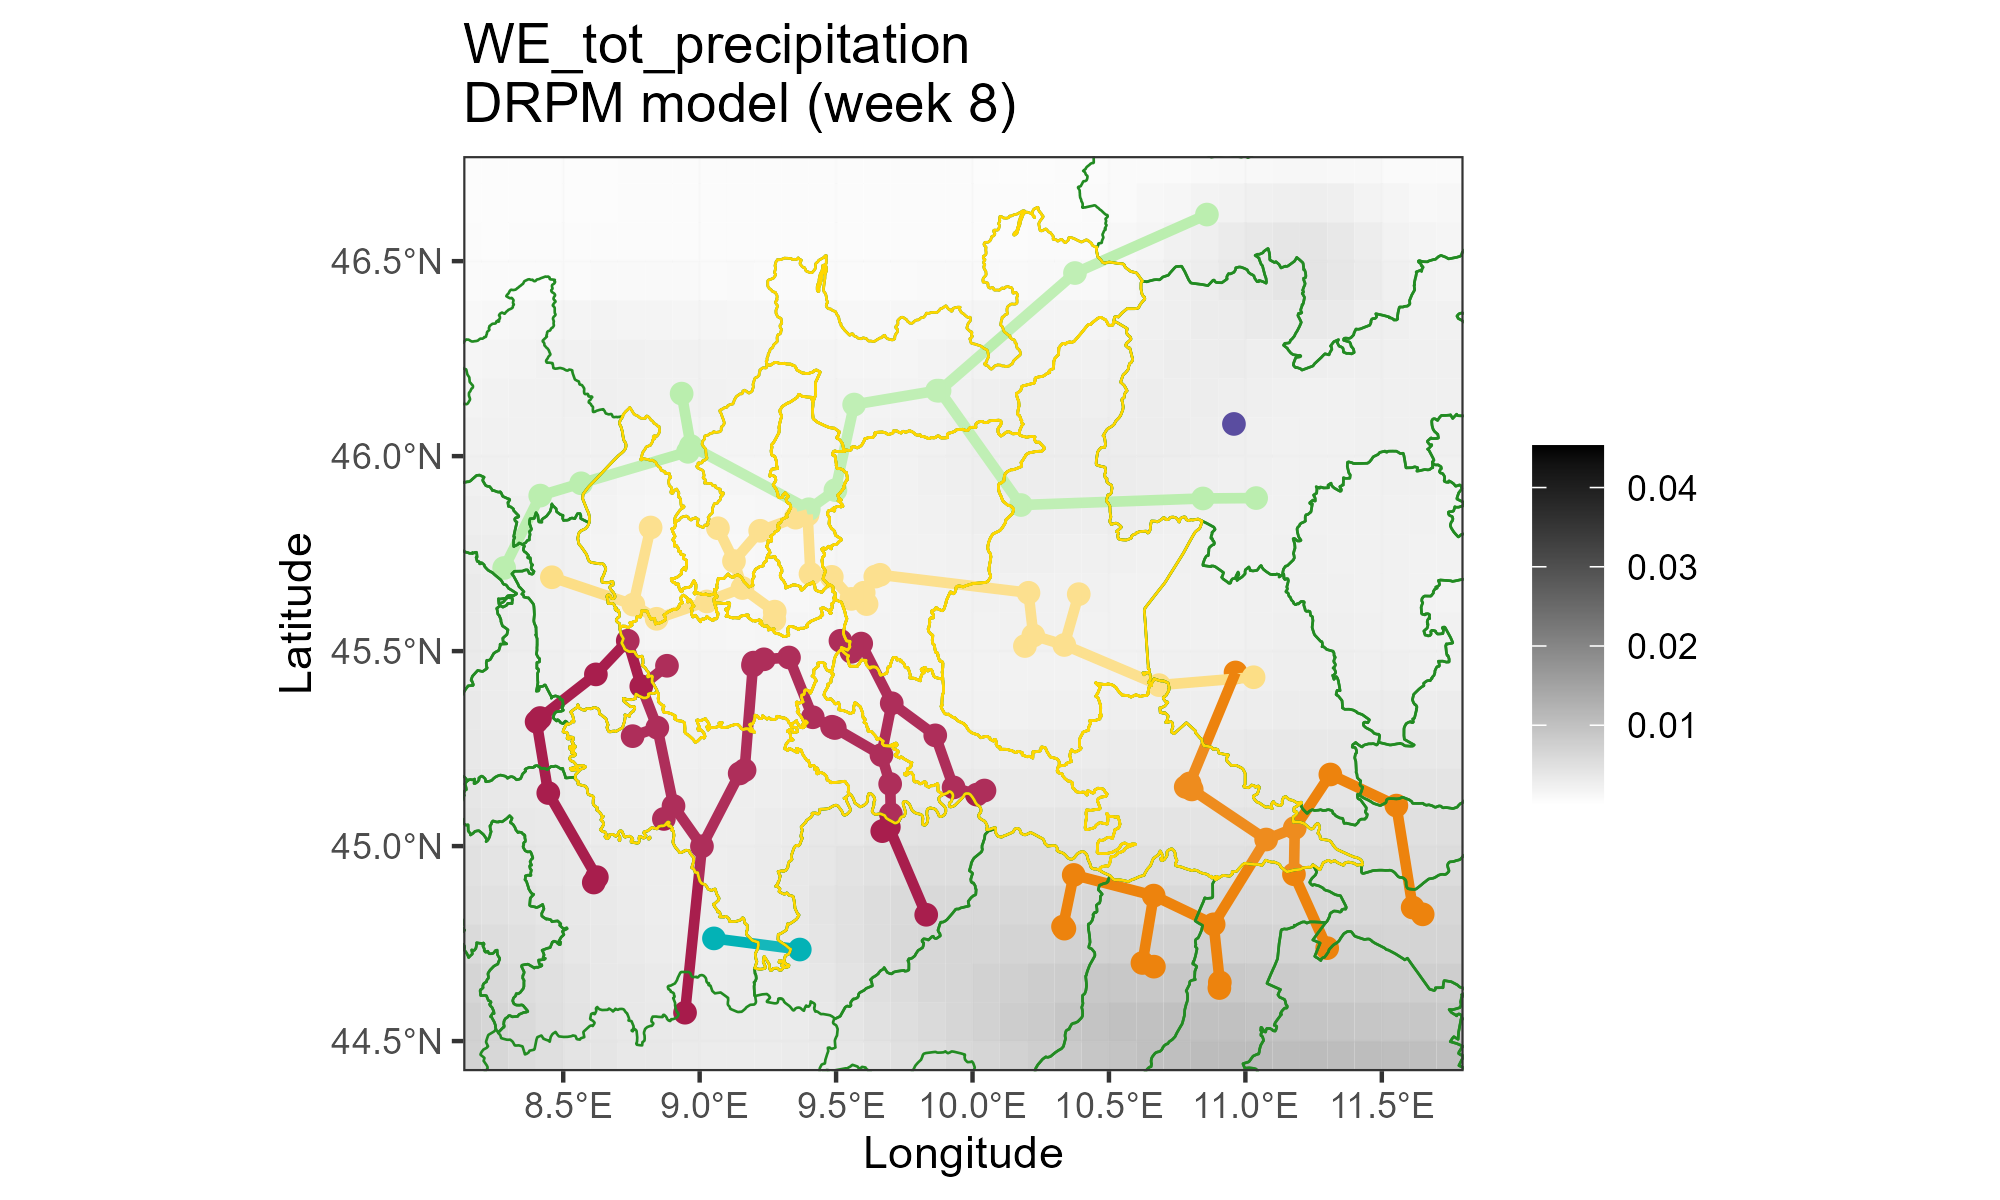 WE_tot_precipitation
DRPM model (week 8)
46.5°N
46.0°N
45.5°N
45.0°N
44.5°N
Latitude
8.5°E
9.0°E
9.5°E
10.0°E
10.5°E
11.0°E
11.5°E
Longitude
0.04
0.03
0.02
0.01